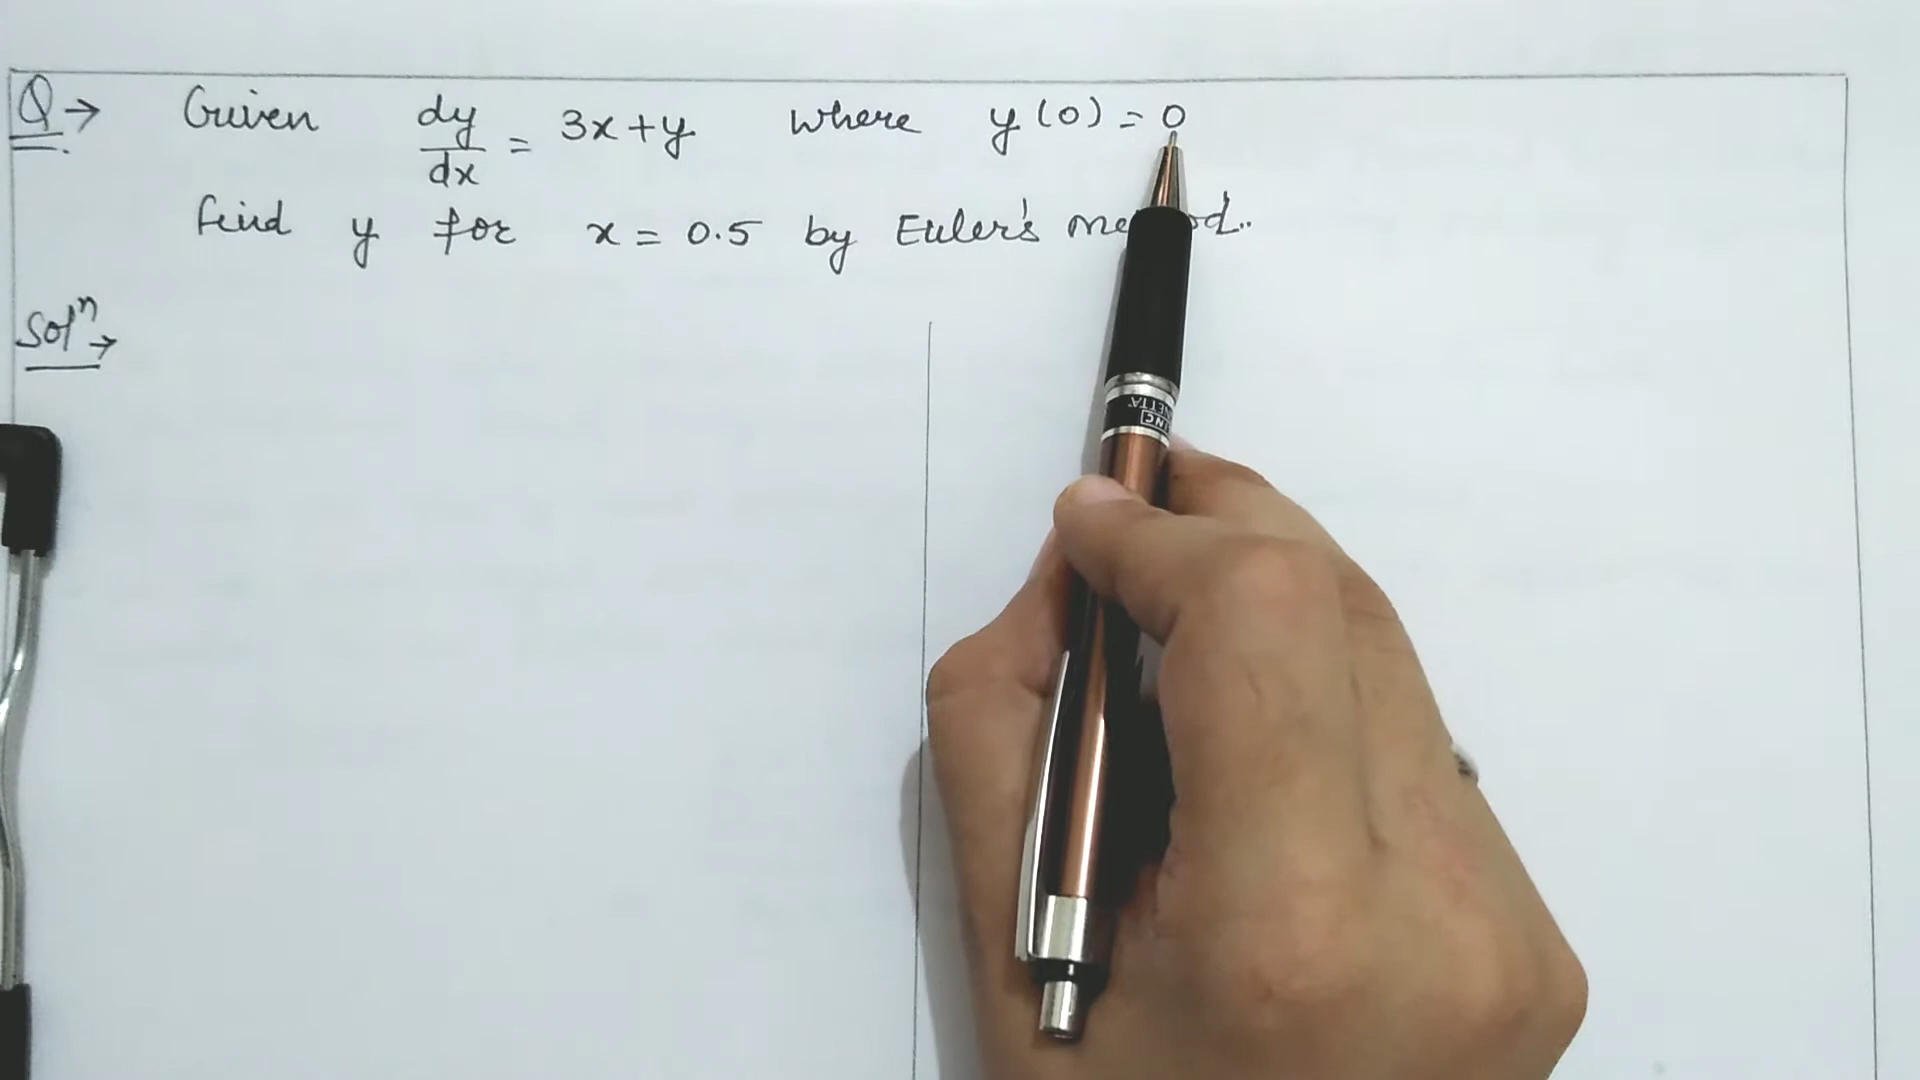 Q→ Given dy/dx = 3x+y where y(0) = 0
find y for x = 0.5 by Euler's
Solⁿ→